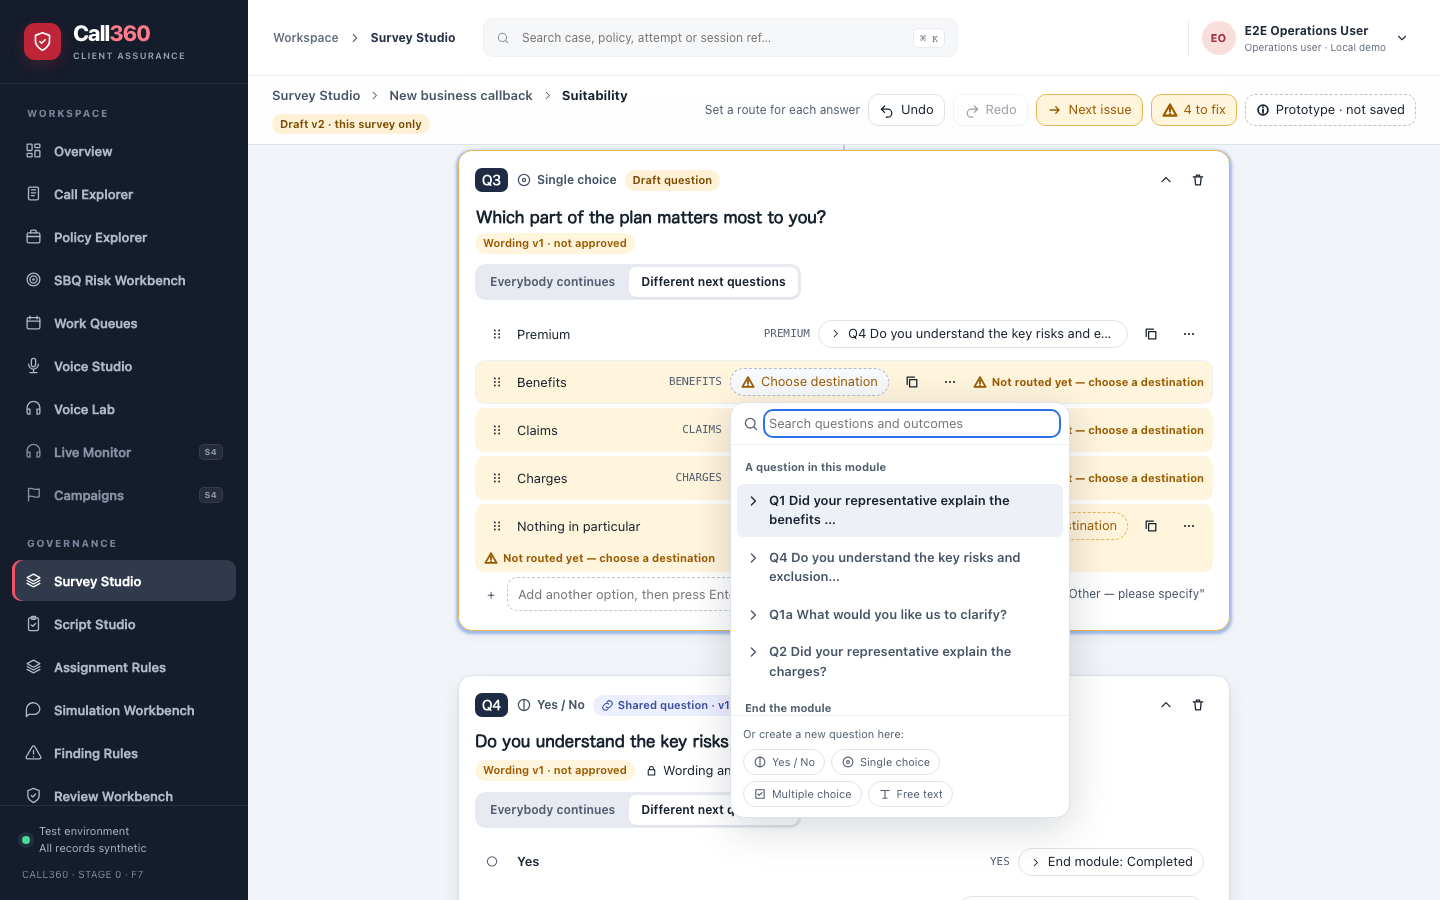 Call360
CLIENT ASSURANCE
WORKSPACE
Overview
Call Explorer
Policy Explorer
SBQ Risk Workbench
Work Queues
Voice Studio
Voice Lab
Live Monitor S4
Campaigns S4
GOVERNANCE
Survey Studio
Script Studio
Assignment Rules
Simulation Workbench
Finding Rules
Review Workbench
Test environment
All records synthetic
CALL360 · STAGE 0 · F7
Workspace > Survey Studio
Search case, policy, attempt or session ref...
⌘ K
EO
E2E Operations User
Operations user · Local demo
Survey Studio > New business callback > Suitability
Draft v2 · this survey only
Set a route for each answer
Undo
Redo
Next issue
4 to fix
Prototype · not saved
Q3 Single choice Draft question
Which part of the plan matters most to you?
Wording v1 · not approved
Everybody continues Different next questions
Premium PREMIUM Q4 Do you understand the key risks and e...
Benefits BENEFITS Choose destination Not routed yet — choose a destination
Claims CLAIMS t — choose a destination
Charges CHARGES t — choose a destination
Nothing in particular stination
Not routed yet — choose a destination
+ Add another option, then press Ent Other — please specify"
Search questions and outcomes
A question in this module
Q1 Did your representative explain the
benefits ...
Q4 Do you understand the key risks and
exclusion...
Q1a What would you like us to clarify?
Q2 Did your representative explain the
charges?
End the module
Or create a new question here:
Yes / No
Single choice
Multiple choice
Free text
Q4 Yes / No Shared question · v1
Do you understand the key risks
Wording v1 · not approved Wording an
Everybody continues Different next q
Yes YES End module: Completed